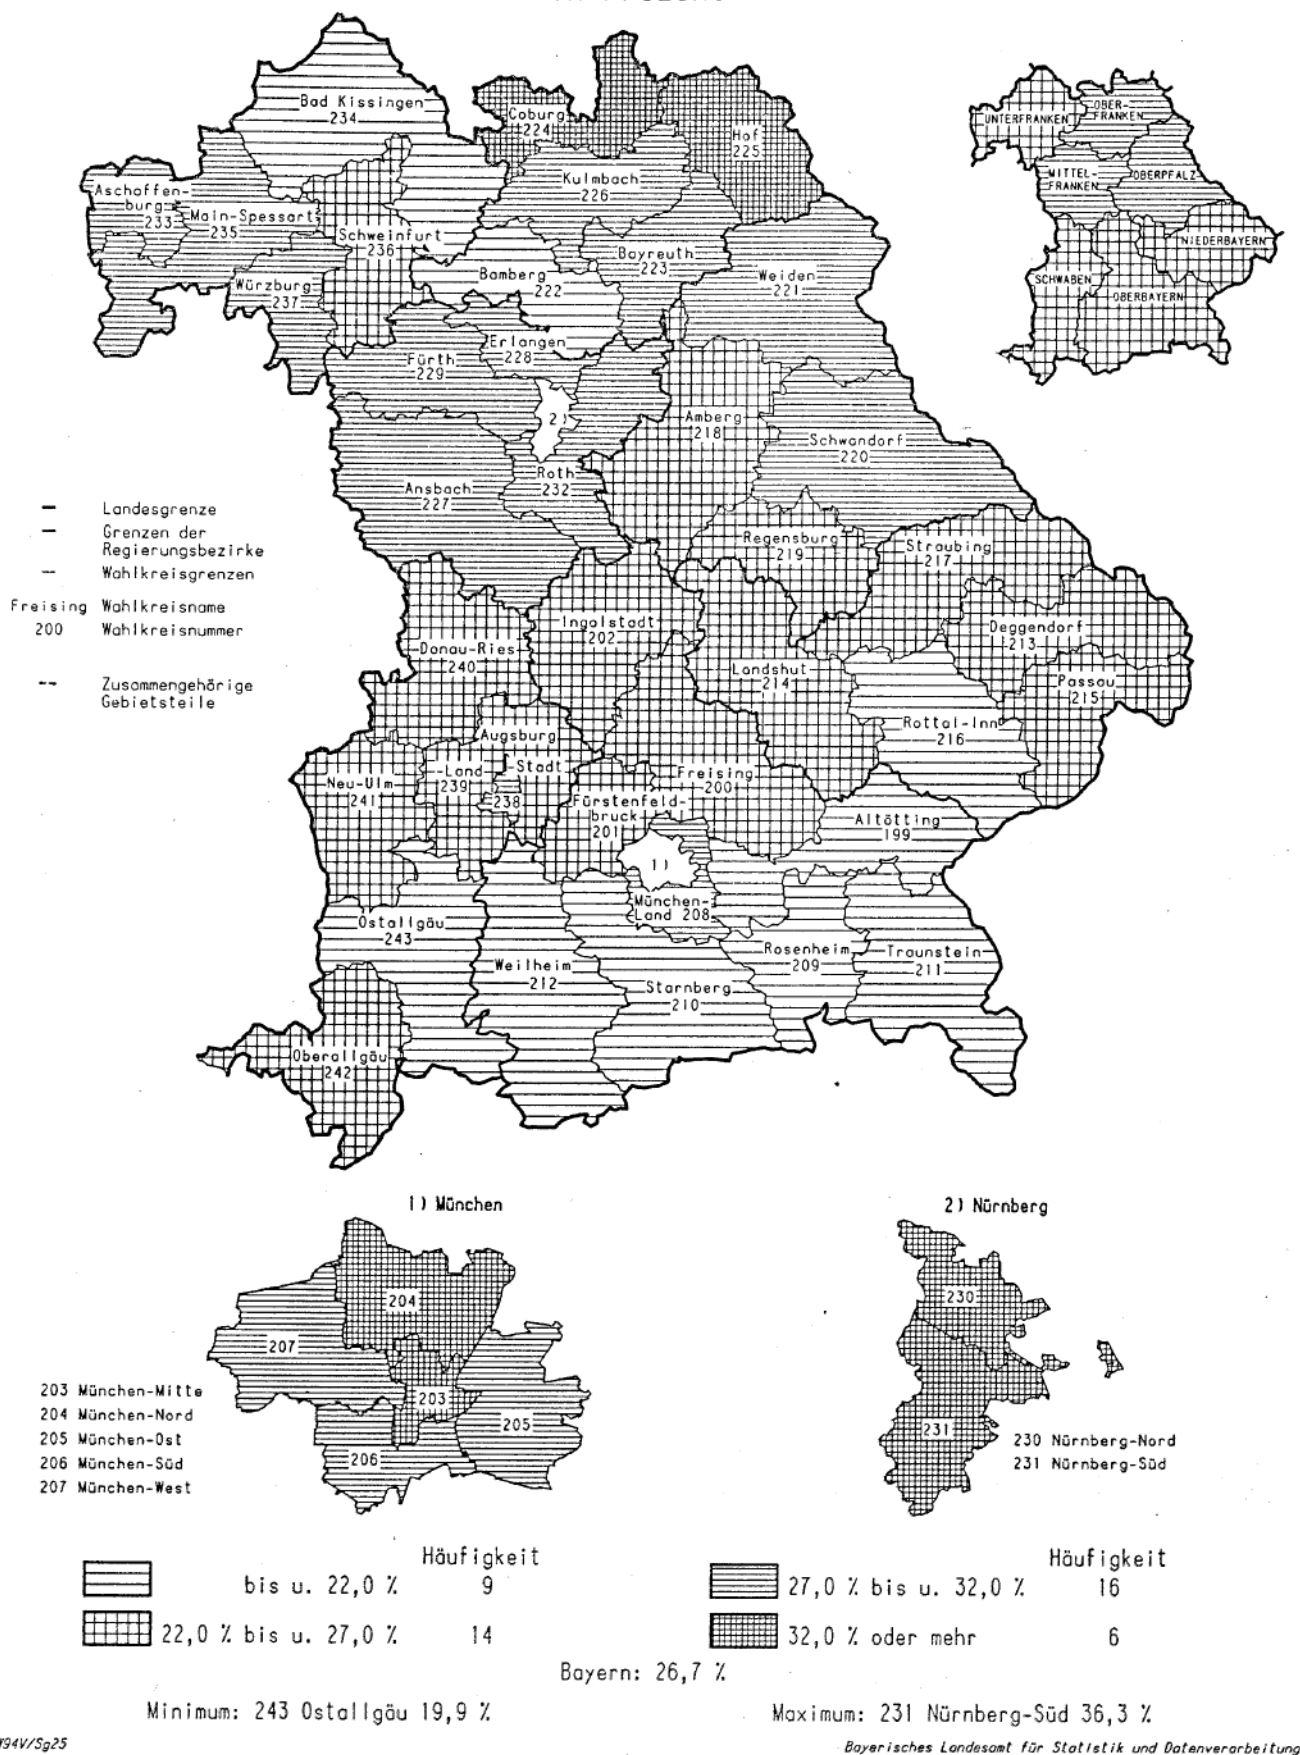 Bad Kissingen
234
Coburg
224
Hof
225
Kulmbach
226
Aschaffen-
burg
233
Main-Spessart
235
Schweinfurt
236
Bayreuth
223
Bamberg
222
Weiden
221
Würzburg
237
Erlangen
228
Fürth
229
2)
Amberg
218
Schwandorf
220
Roth
232
Ansbach
227
Regensburg
219
Straubing
217
Ingolstadt
202
Deggendorf
213
Donau-Ries
240
Landshut
214
Passau
215
Rottal-Inn
216
Augsburg
-Stadt
238
-Land
239
Neu-Ulm
241
Freising
200
Fürstenfeld-
bruck
201
Altötting
199
1)
München-
Land 208
Ostallgäu
243
Rosenheim
209
Traunstein
211
Weilheim
212
Starnberg
210
Oberallgäu
242
UNTERFRANKEN
OBER-
FRANKEN
MITTEL-
FRANKEN
OBERPFALZ
NIEDERBAYERN
SCHWABEN
OBERBAYERN
Landesgrenze
Grenzen der
Regierungsbezirke
Wahlkreisgrenzen
Freising Wahlkreisname
200 Wahlkreisnummer
Zusammengehörige
Gebietsteile
1) München
204
207
203
205
206
203 München-Mitte
204 München-Nord
205 München-Ost
206 München-Süd
207 München-West
2) Nürnberg
230
231
230 Nürnberg-Nord
231 Nürnberg-Süd
Häufigkeit
bis u. 22,0 % 9
22,0 % bis u. 27,0 % 14
Häufigkeit
27,0 % bis u. 32,0 % 16
32,0 % oder mehr 6
Bayern: 26,7 %
Minimum: 243 Ostallgäu 19,9 %
Maximum: 231 Nürnberg-Süd 36,3 %
Bayerisches Landesamt für Statistik und Datenverarbeitung